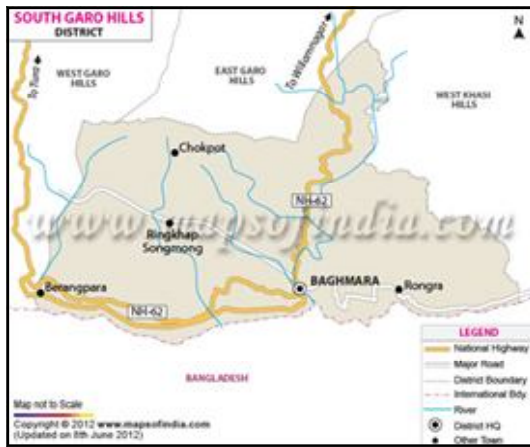 SOUTH GARO HILLS
DISTRICT
N
To Tura
To Williamnagar
WEST GARO
HILLS
EAST GARO
HILLS
WEST KHASI
HILLS
Chokpot
NH-62
www.mapsofindia.com
Ringkhap
Songmong
BAGHMARA
Rongra
Berangpara
NH-62
BANGLADESH
LEGEND
National Highway
Major Road
District Boundary
International Bdy.
River
District HQ
Other Town
Map not to Scale
Copyright © 2012 www.mapsofindia.com
(Updated on 8th June 2012)